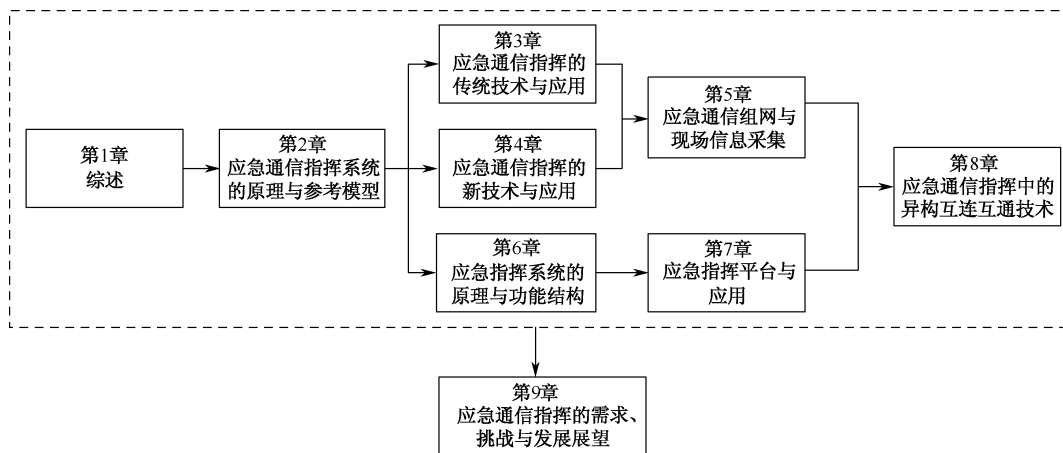 第1章
综述
第2章
应急通信指挥系统
的原理与参考模型
第3章
应急通信指挥的
传统技术与应用
第4章
应急通信指挥的
新技术与应用
第5章
应急通信组网与
现场信息采集
第6章
应急指挥系统的
原理与功能结构
第7章
应急指挥平台与
应用
第8章
应急通信指挥中的
异构互连互通技术
第9章
应急通信指挥的需求、
挑战与发展展望